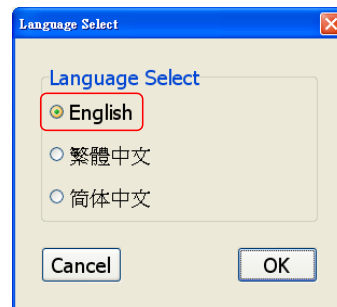 Language Select
Language Select
English
繁體中文
简体中文
Cancel
OK